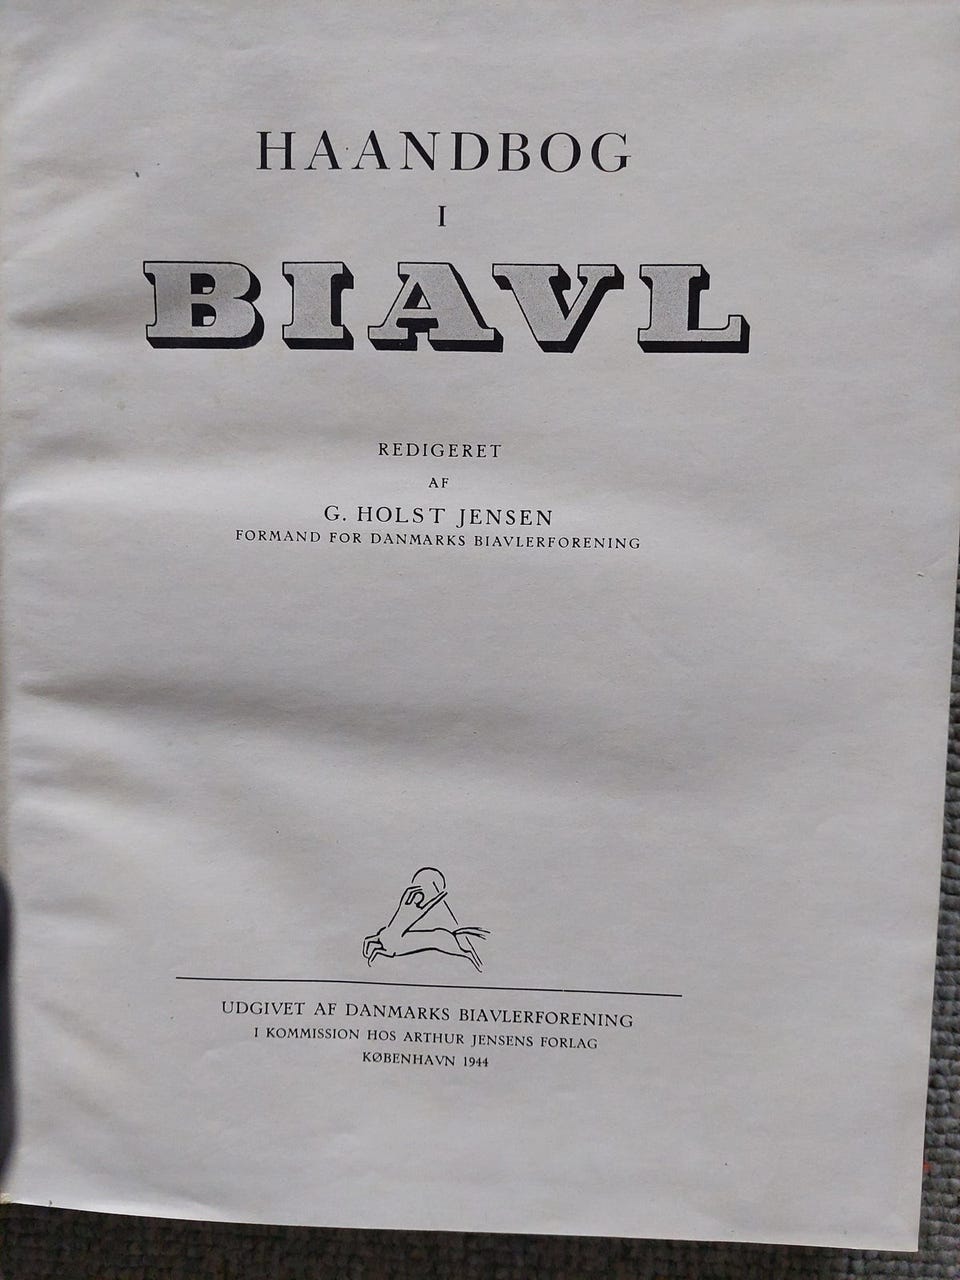 HAANDBOG
I
BIAVL
REDIGERET
AF
G. HOLST JENSEN
FORMAND FOR DANMARKS BIAVLERFORENING
UDGIVET AF DANMARKS BIAVLERFORENING
I KOMMISSION HOS ARTHUR JENSENS FORLAG
KØBENHAVN 1944